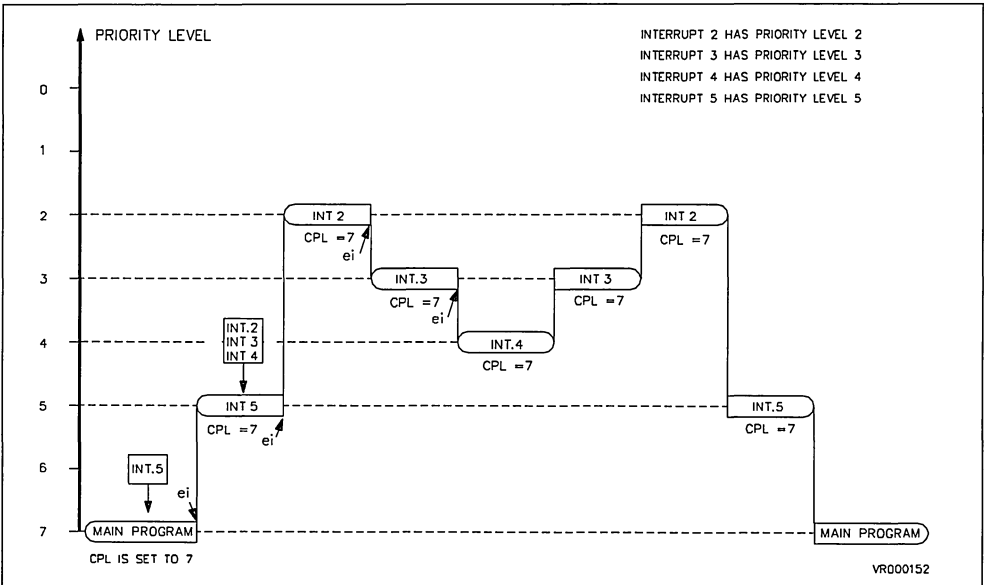 PRIORITY LEVEL
INTERRUPT 2 HAS PRIORITY LEVEL 2
INTERRUPT 3 HAS PRIORITY LEVEL 3
INTERRUPT 4 HAS PRIORITY LEVEL 4
INTERRUPT 5 HAS PRIORITY LEVEL 5
0
1
2
INT 2
CPL =7
ei
INT 2
CPL =7
3
INT.3
CPL =7
ei
INT 3
CPL =7
INT.2
INT 3
INT 4
4
INT.4
CPL =7
5
INT 5
CPL =7
ei
INT.5
CPL =7
6
INT.5
ei
7
MAIN PROGRAM
MAIN PROGRAM
CPL IS SET TO 7
VR000152